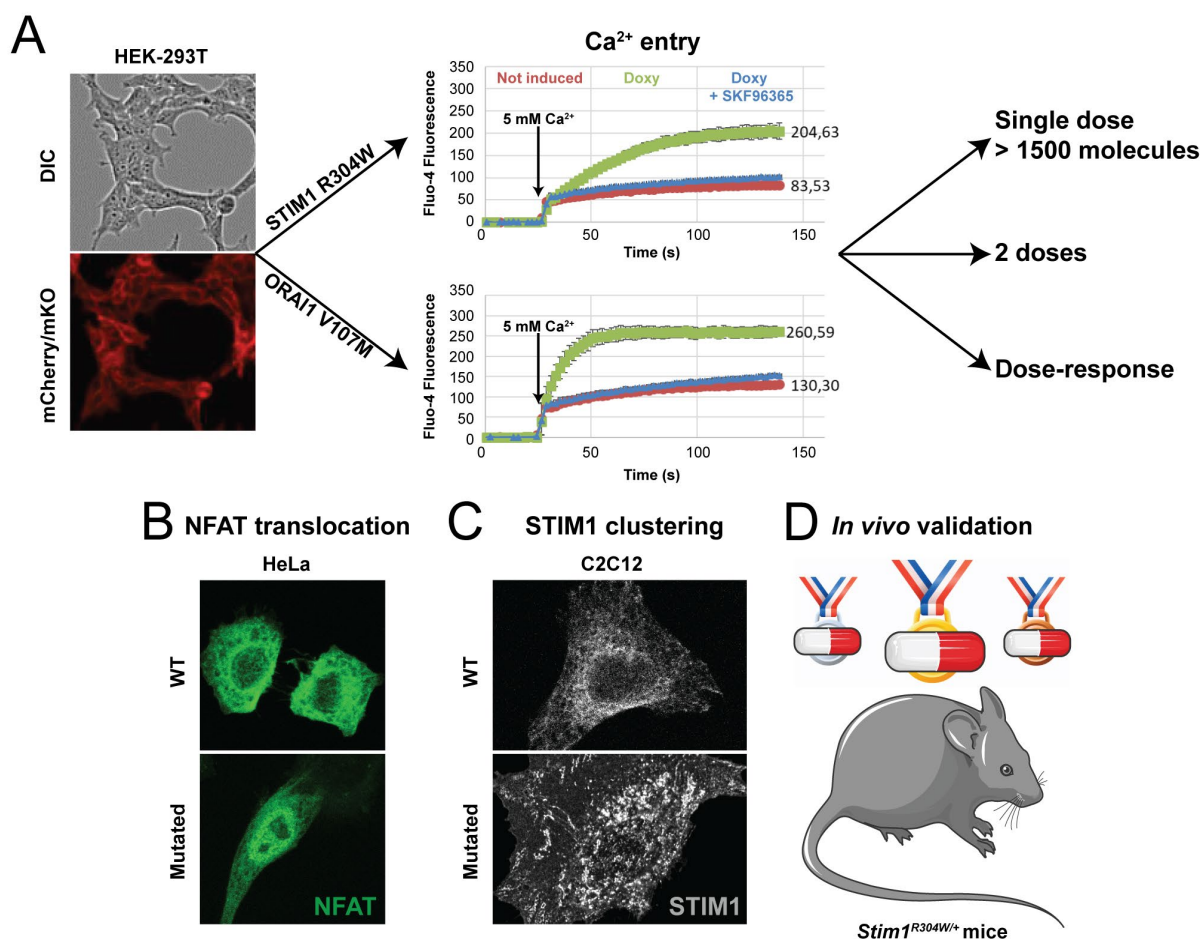 A
HEK-293T
DIC
mCherry/mKO
STIM1 R304W
ORAI1 V107M
Ca²⁺ entry
Fluo-4 Fluorescence
350
300
250
200
150
100
50
0
Not induced
Doxy
Doxy
+ SKF96365
5 mM Ca²⁺
204,63
83,53
0
50
100
150
Time (s)
Fluo-4 Fluorescence
350
300
250
200
150
100
50
0
5 mM Ca²⁺
260,59
130,30
0
50
100
150
Time (s)
Single dose
> 1500 molecules
2 doses
Dose-response
B NFAT translocation
HeLa
WT
Mutated
NFAT
C STIM1 clustering
C2C12
WT
Mutated
STIM1
D In vivo validation
Stim1ᴿ³⁰⁴ᵂ/⁺ mice